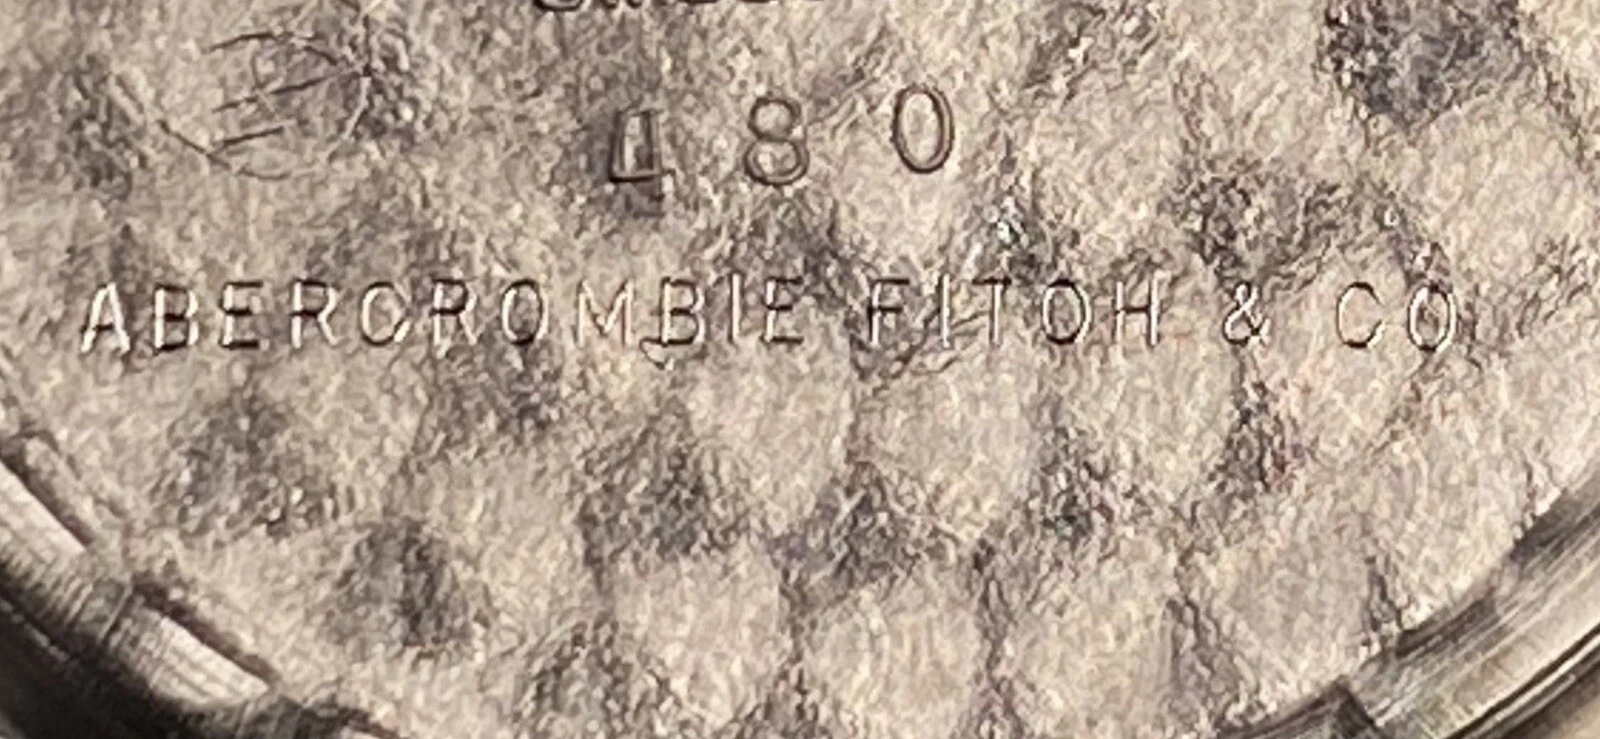 480
ABERCROMBIE FITCH & CO